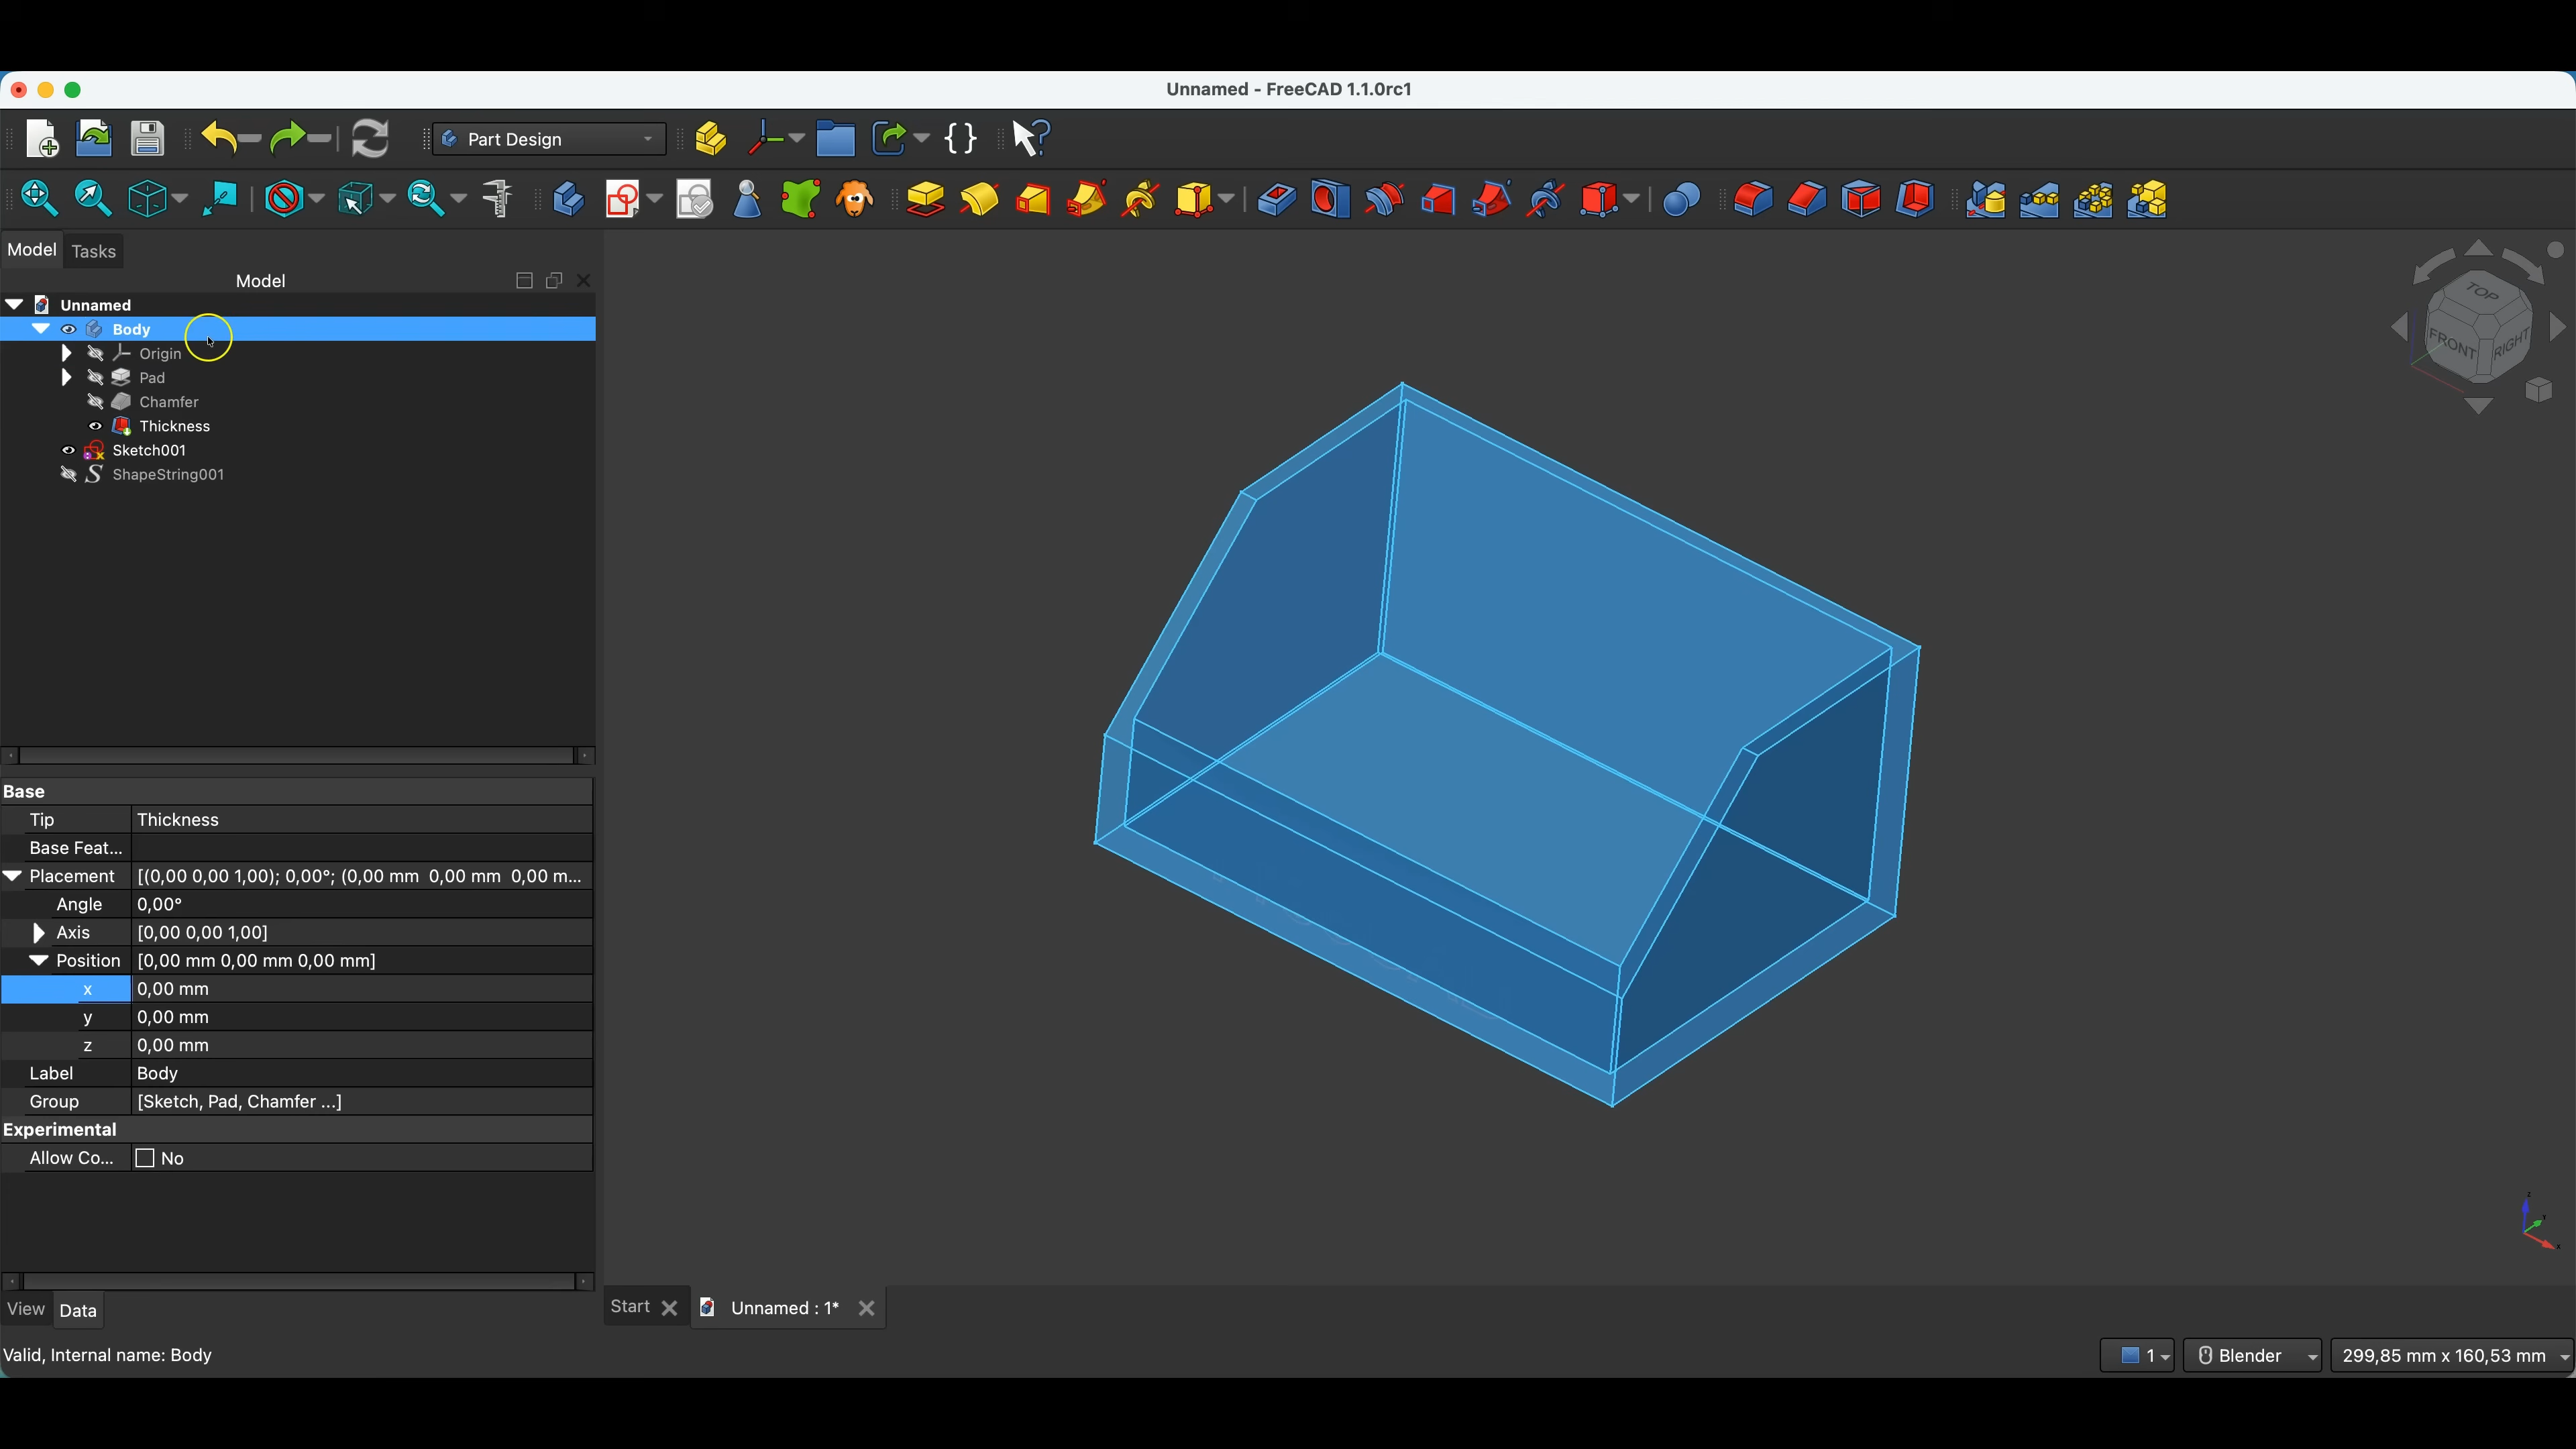 Unnamed - FreeCAD 1.1.0rc1
Part Design
Model Tasks
Model
Unnamed
Body
Origin
Pad
Chamfer
Thickness
Sketch001
ShapeString001
TOP
FRONT RIGHT
Base
Tip Thickness
Base Feat...
Placement [(0,00 0,00 1,00); 0,00°; (0,00 mm 0,00 mm 0,00 m...
Angle 0,00°
Axis [0,00 0,00 1,00]
Position [0,00 mm 0,00 mm 0,00 mm]
x 0,00 mm
y 0,00 mm
z 0,00 mm
Label Body
Group [Sketch, Pad, Chamfer ...]
Experimental
Allow Co... No
z
y
x
View Data
Start Unnamed : 1*
Valid, Internal name: Body
1 Blender 299,85 mm x 160,53 mm